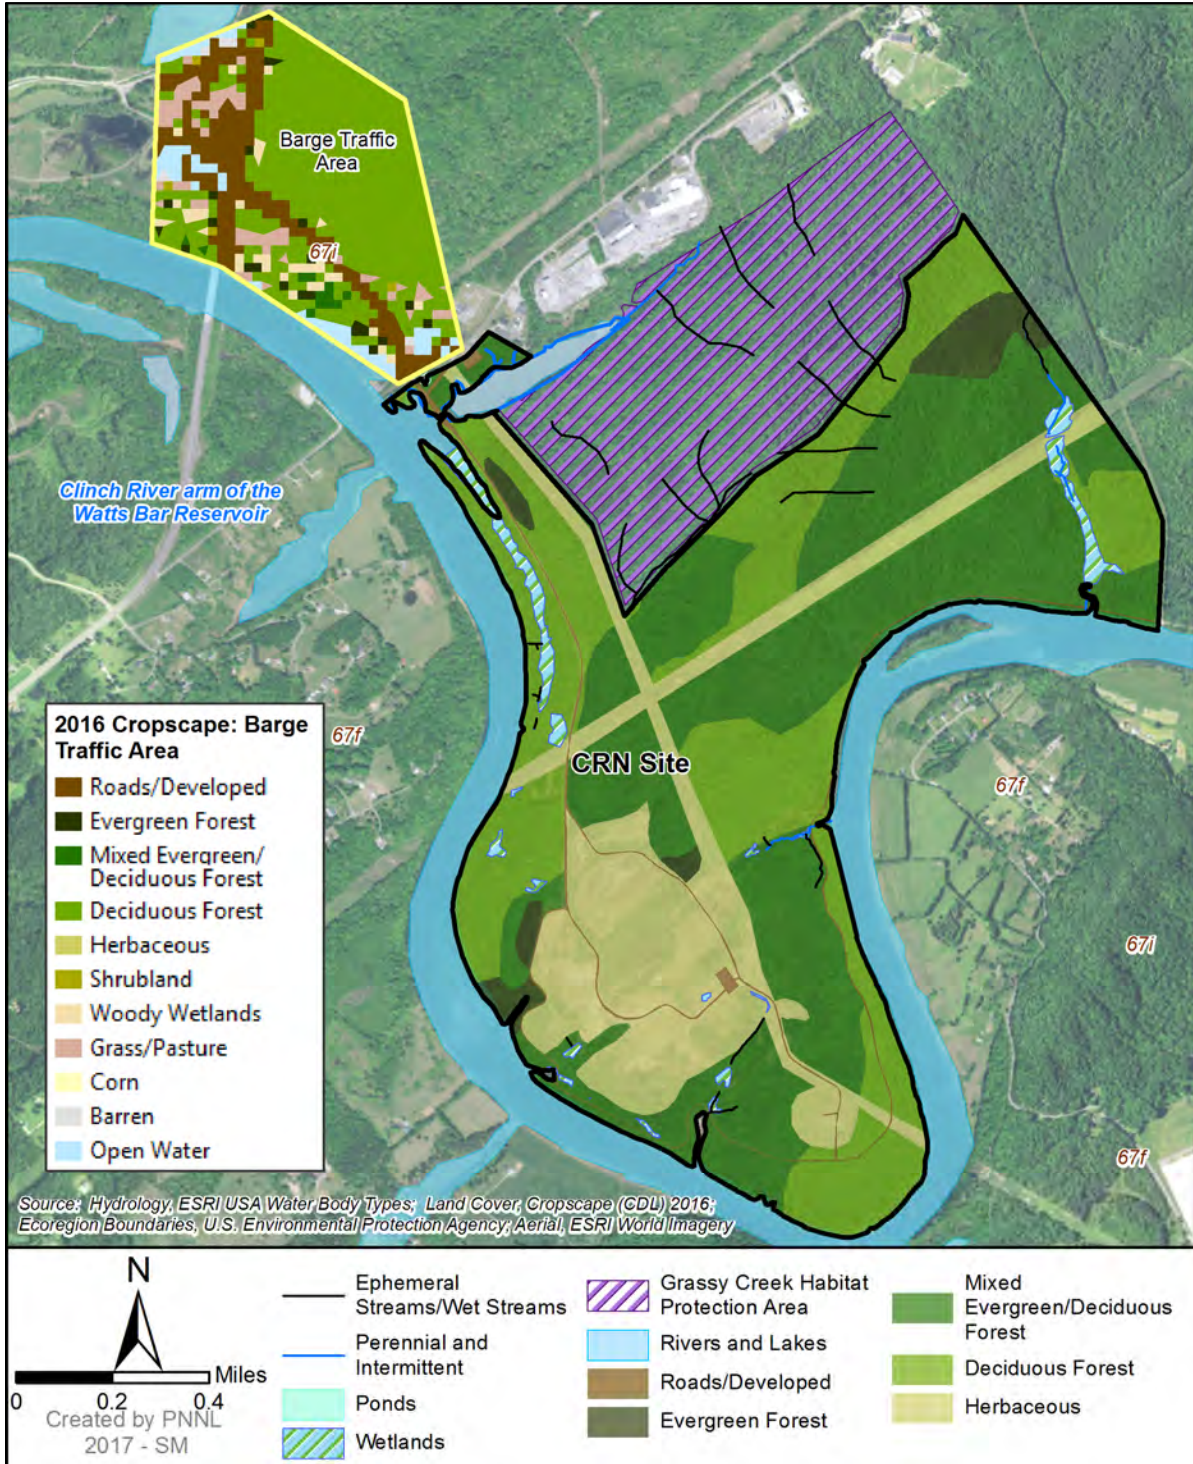 Barge Traffic
Area
67i
Clinch River arm of the
Watts Bar Reservoir
67f
CRN Site
67f
67i
67f
2016 Cropscape: Barge
Traffic Area
Roads/Developed
Evergreen Forest
Mixed Evergreen/
Deciduous Forest
Deciduous Forest
Herbaceous
Shrubland
Woody Wetlands
Grass/Pasture
Corn
Barren
Open Water
Source: Hydrology, ESRI USA Water Body Types; Land Cover, Cropscape (CDL) 2016;
Ecoregion Boundaries, U.S. Environmental Protection Agency; Aerial, ESRI World Imagery
N
Miles
0 0.2 0.4
Created by PNNL
2017 - SM
Ephemeral
Streams/Wet Streams
Perennial and
Intermittent
Ponds
Wetlands
Grassy Creek Habitat
Protection Area
Rivers and Lakes
Roads/Developed
Evergreen Forest
Mixed
Evergreen/Deciduous
Forest
Deciduous Forest
Herbaceous